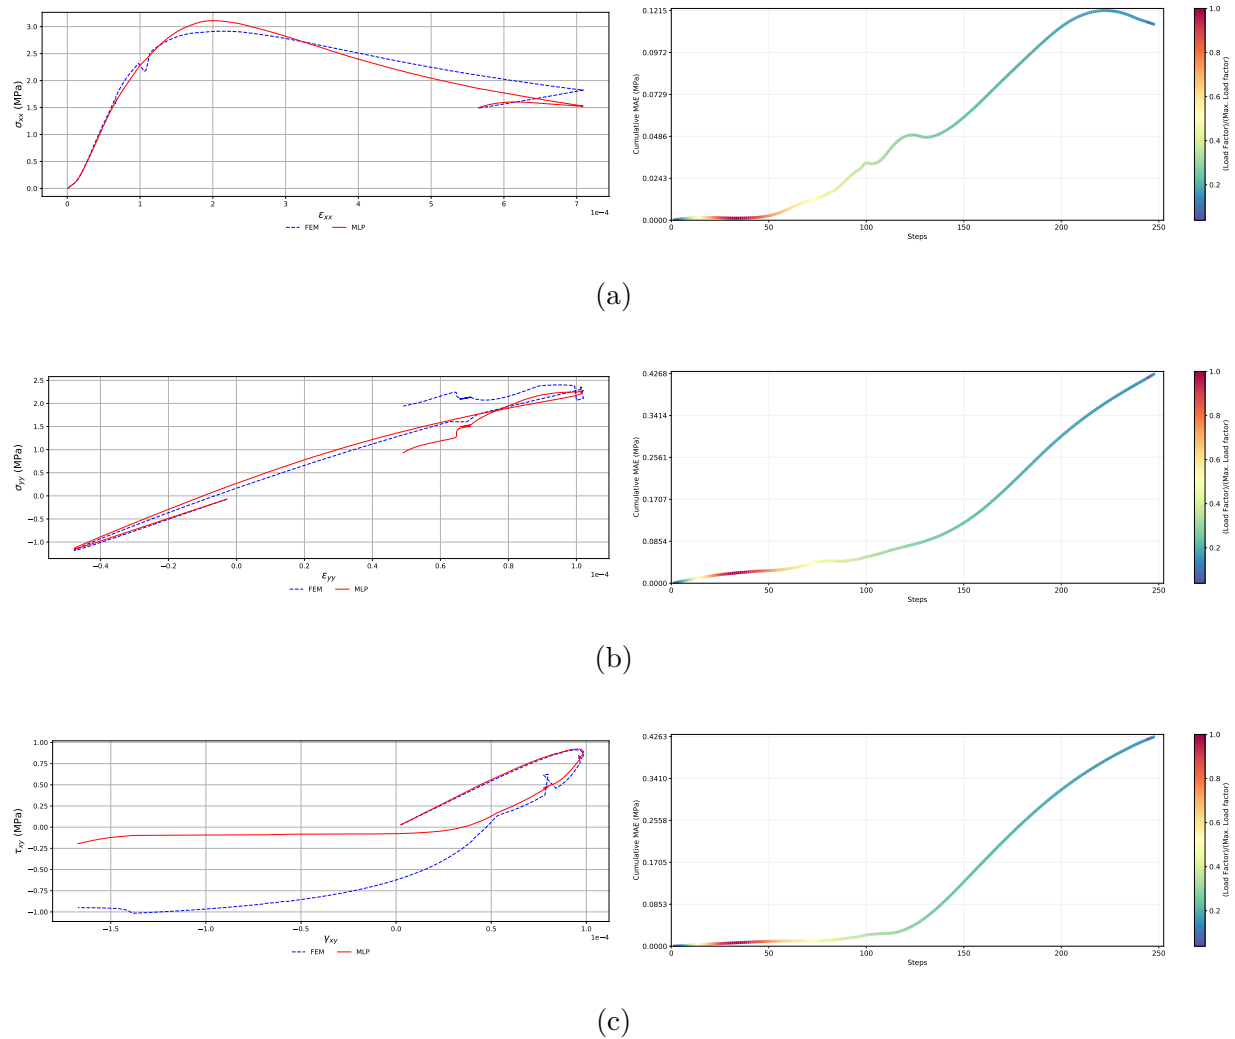 3.0
2.5
2.0
1.5
1.0
0.5
0.0
σxx (MPa)
0 1 2 3 4 5 6 7
1e−4
εxx
FEM MLP
0.1215
0.0972
0.0729
0.0486
0.0243
0.0000
Cumulative MAE (MPa)
0 50 100 150 200 250
Steps
1.0
0.8
0.6
0.4
0.2
(Load Factor)/(Max. Load factor)
(a)
2.5
2.0
1.5
1.0
0.5
0.0
−0.5
−1.0
σyy (MPa)
−0.4 −0.2 0.0 0.2 0.4 0.6 0.8 1.0
1e−4
εyy
FEM MLP
0.4268
0.3414
0.2561
0.1707
0.0854
0.0000
Cumulative MAE (MPa)
0 50 100 150 200 250
Steps
1.0
0.8
0.6
0.4
0.2
(Load Factor)/(Max. Load factor)
(b)
1.00
0.75
0.50
0.25
0.00
−0.25
−0.50
−0.75
−1.00
τxy (MPa)
−1.5 −1.0 −0.5 0.0 0.5 1.0
1e−4
γxy
FEM MLP
0.4263
0.3410
0.2558
0.1705
0.0853
0.0000
Cumulative MAE (MPa)
0 50 100 150 200 250
Steps
1.0
0.8
0.6
0.4
0.2
(Load Factor)/(Max. Load factor)
(c)